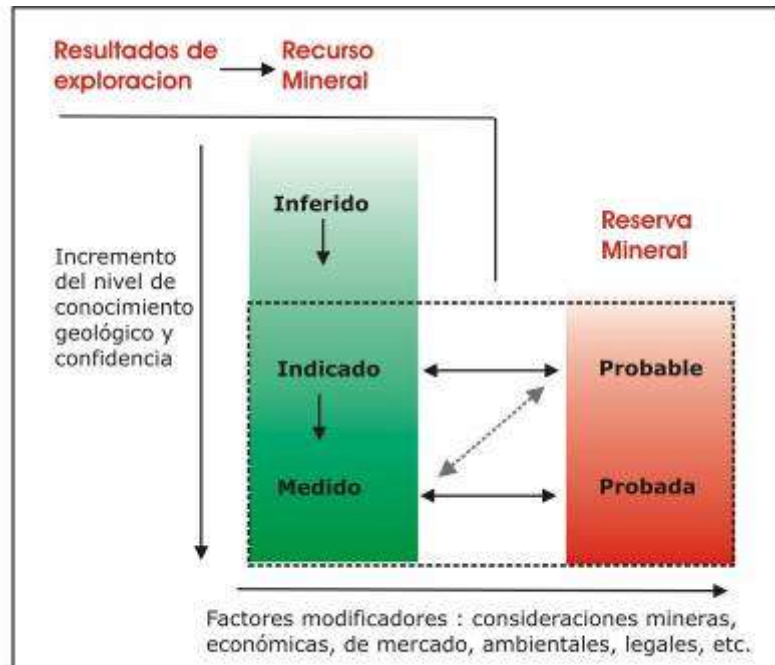 Resultados de
exploracion
Recurso
Mineral
Inferido
Reserva
Mineral
Incremento
del nivel de
conocimiento
geológico y
confidencia
Indicado
Probable
Medido
Probada
Factores modificadores : consideraciones mineras,
económicas, de mercado, ambientales, legales, etc.